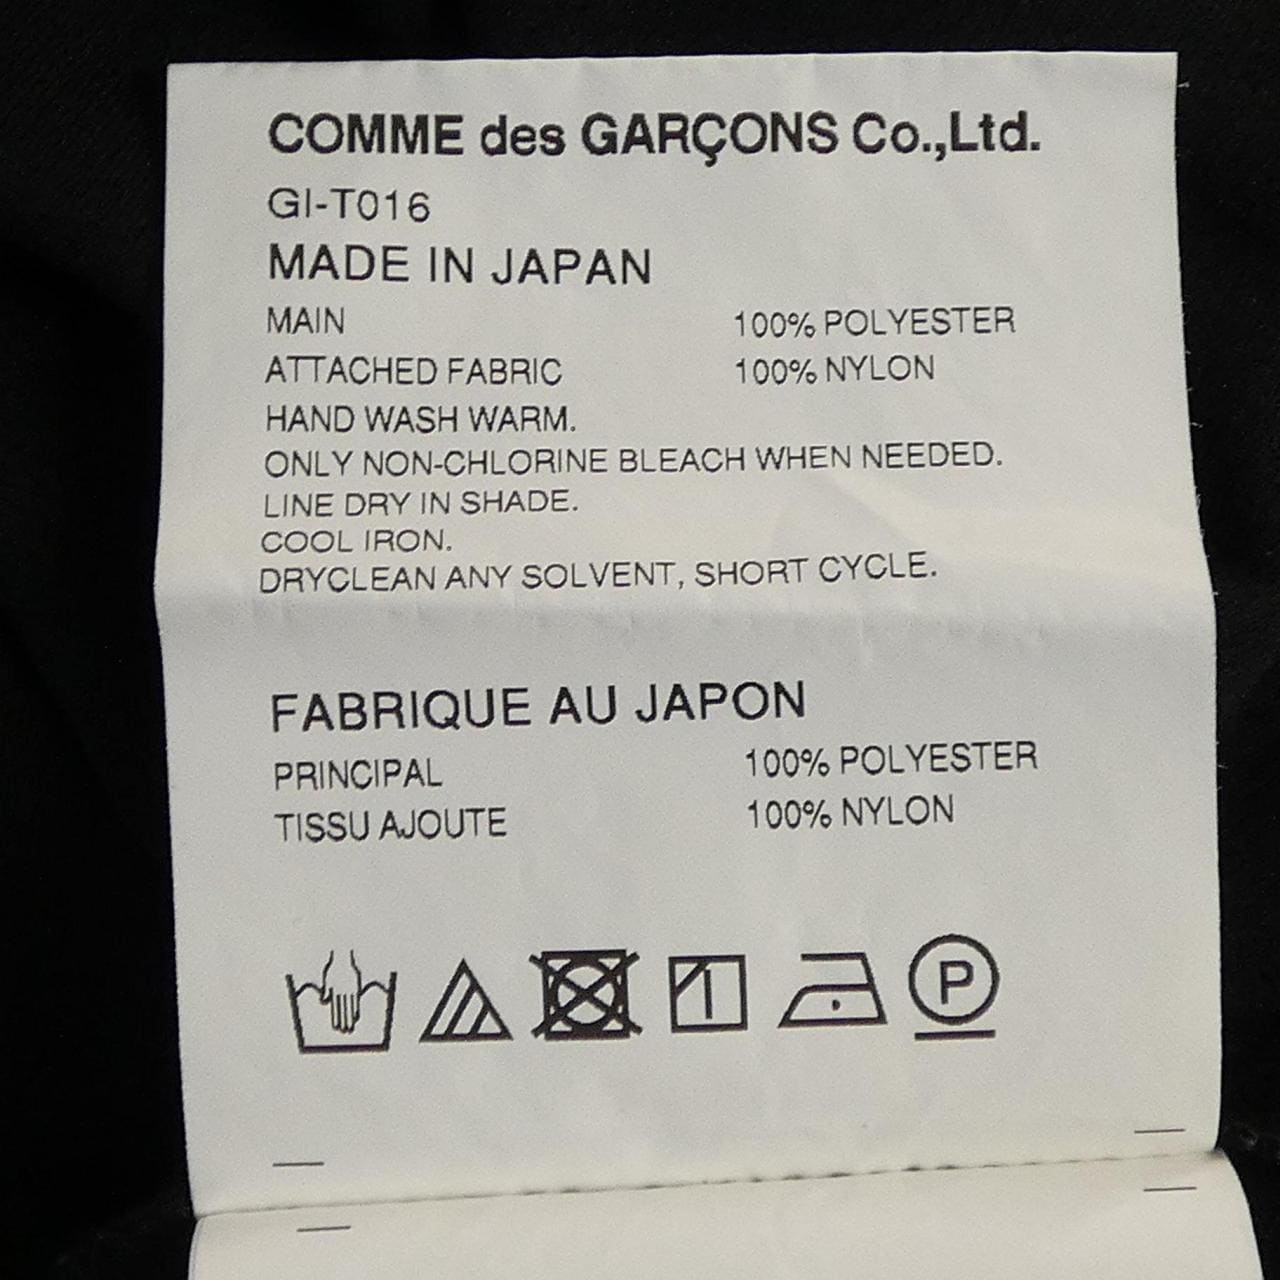 COMME des GARÇONS Co.,Ltd.
GI-T016
MADE IN JAPAN
MAIN 100% POLYESTER
ATTACHED FABRIC 100% NYLON
HAND WASH WARM.
ONLY NON-CHLORINE BLEACH WHEN NEEDED.
LINE DRY IN SHADE.
COOL IRON.
DRYCLEAN ANY SOLVENT, SHORT CYCLE.
FABRIQUE AU JAPON
PRINCIPAL 100% POLYESTER
TISSU AJOUTE 100% NYLON
P